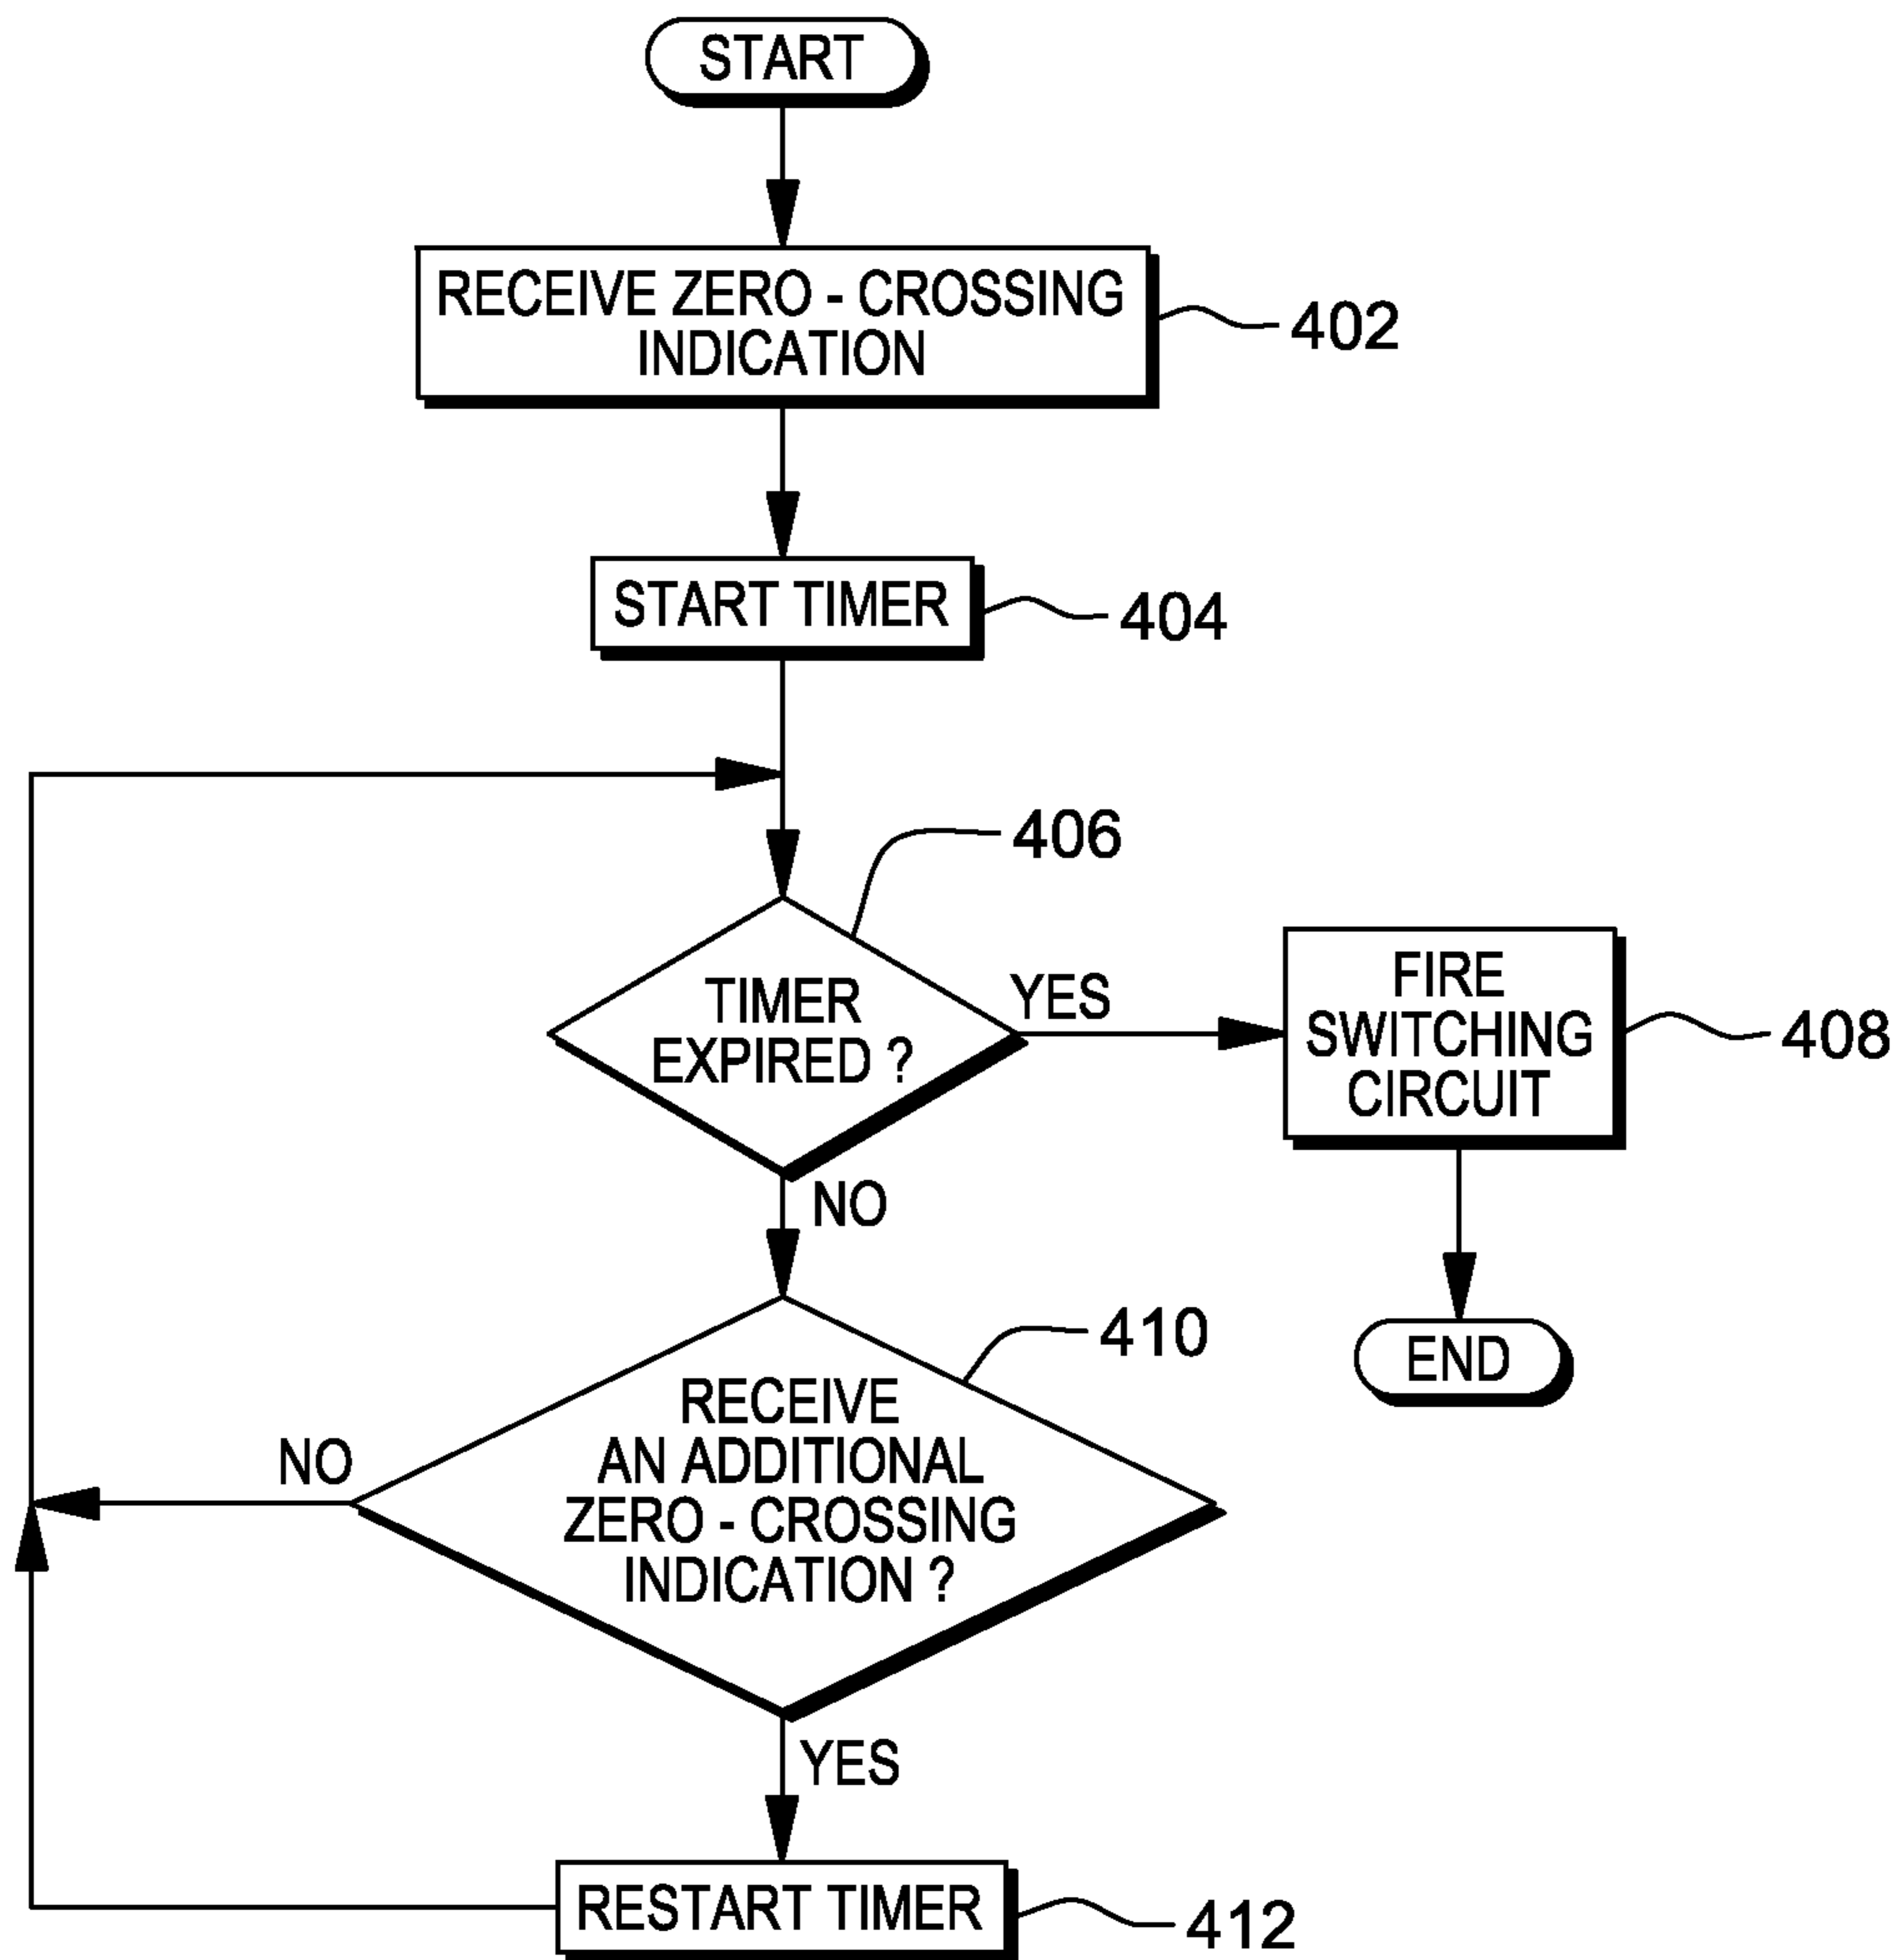 START
RECEIVE ZERO - CROSSING
INDICATION
402
START TIMER
404
406
TIMER
EXPIRED ?
YES
FIRE
SWITCHING
CIRCUIT
408
NO
END
410
RECEIVE
AN ADDITIONAL
ZERO - CROSSING
INDICATION ?
NO
YES
RESTART TIMER
412